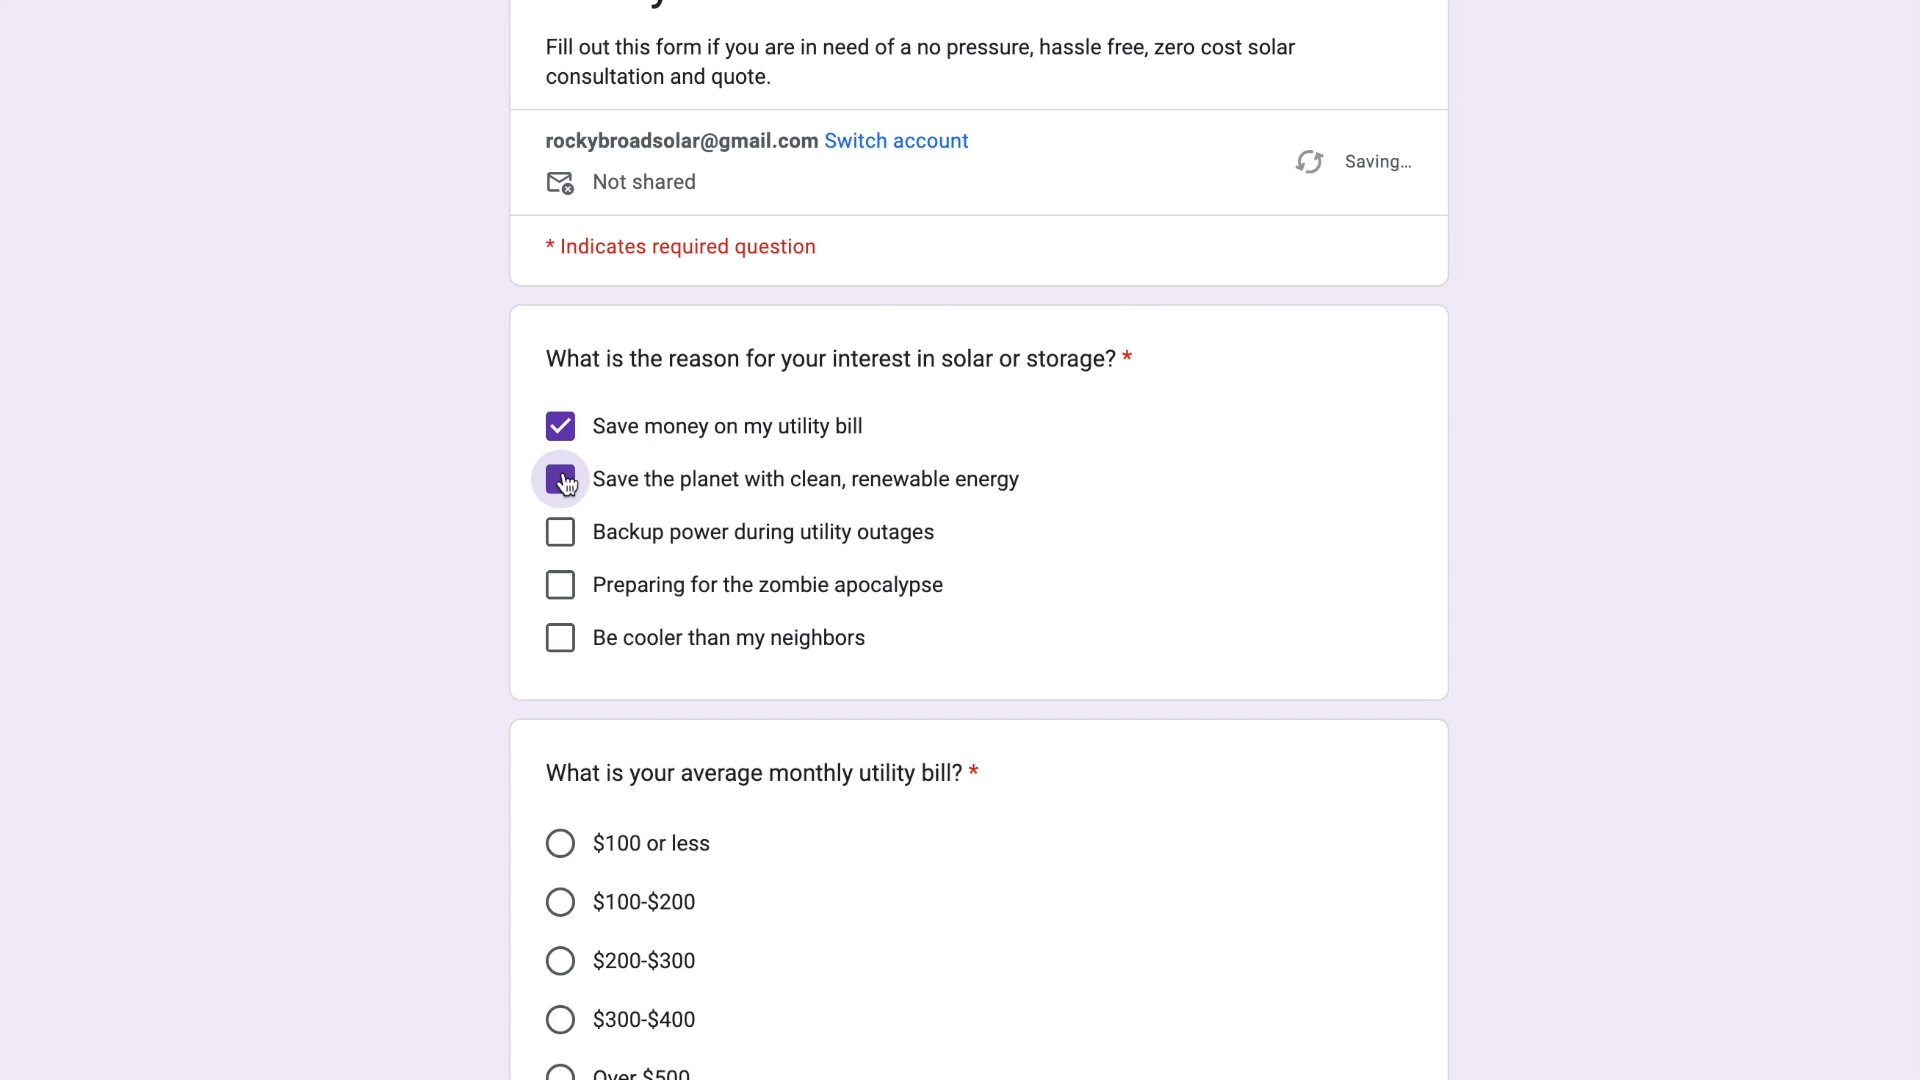 Fill out this form if you are in need of a no pressure, hassle free, zero cost solar
consultation and quote.
rockybroadsolar@gmail.com Switch account
Not shared
Saving...
* Indicates required question
What is the reason for your interest in solar or storage? *
Save money on my utility bill
Save the planet with clean, renewable energy
Backup power during utility outages
Preparing for the zombie apocalypse
Be cooler than my neighbors
What is your average monthly utility bill? *
$100 or less
$100-$200
$200-$300
$300-$400
Over $500